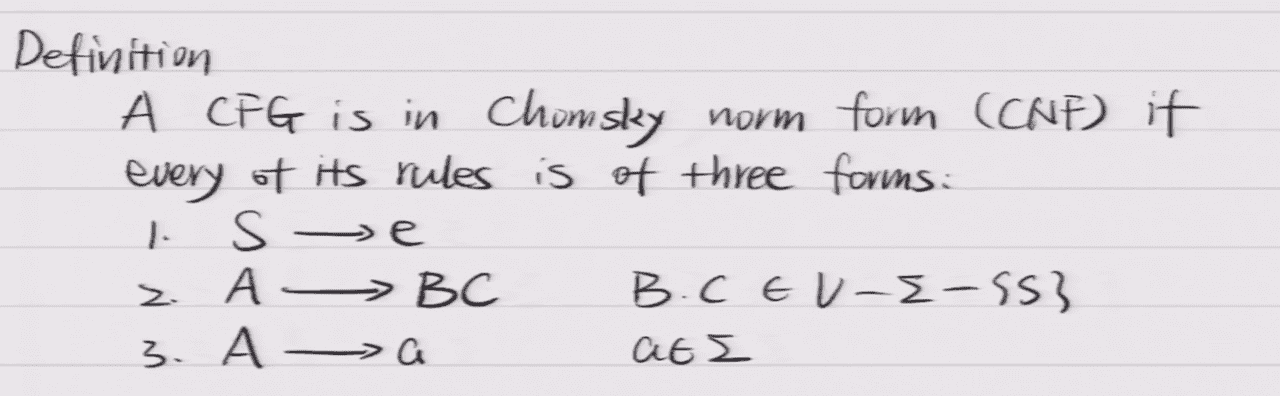 Definition
A CFG is in Chomsky norm form (CNF) if
every of its rules is of three forms:
1. S → e
2. A → BC B.C ∈ V - Σ - {S}
3. A → a a ∈ Σ